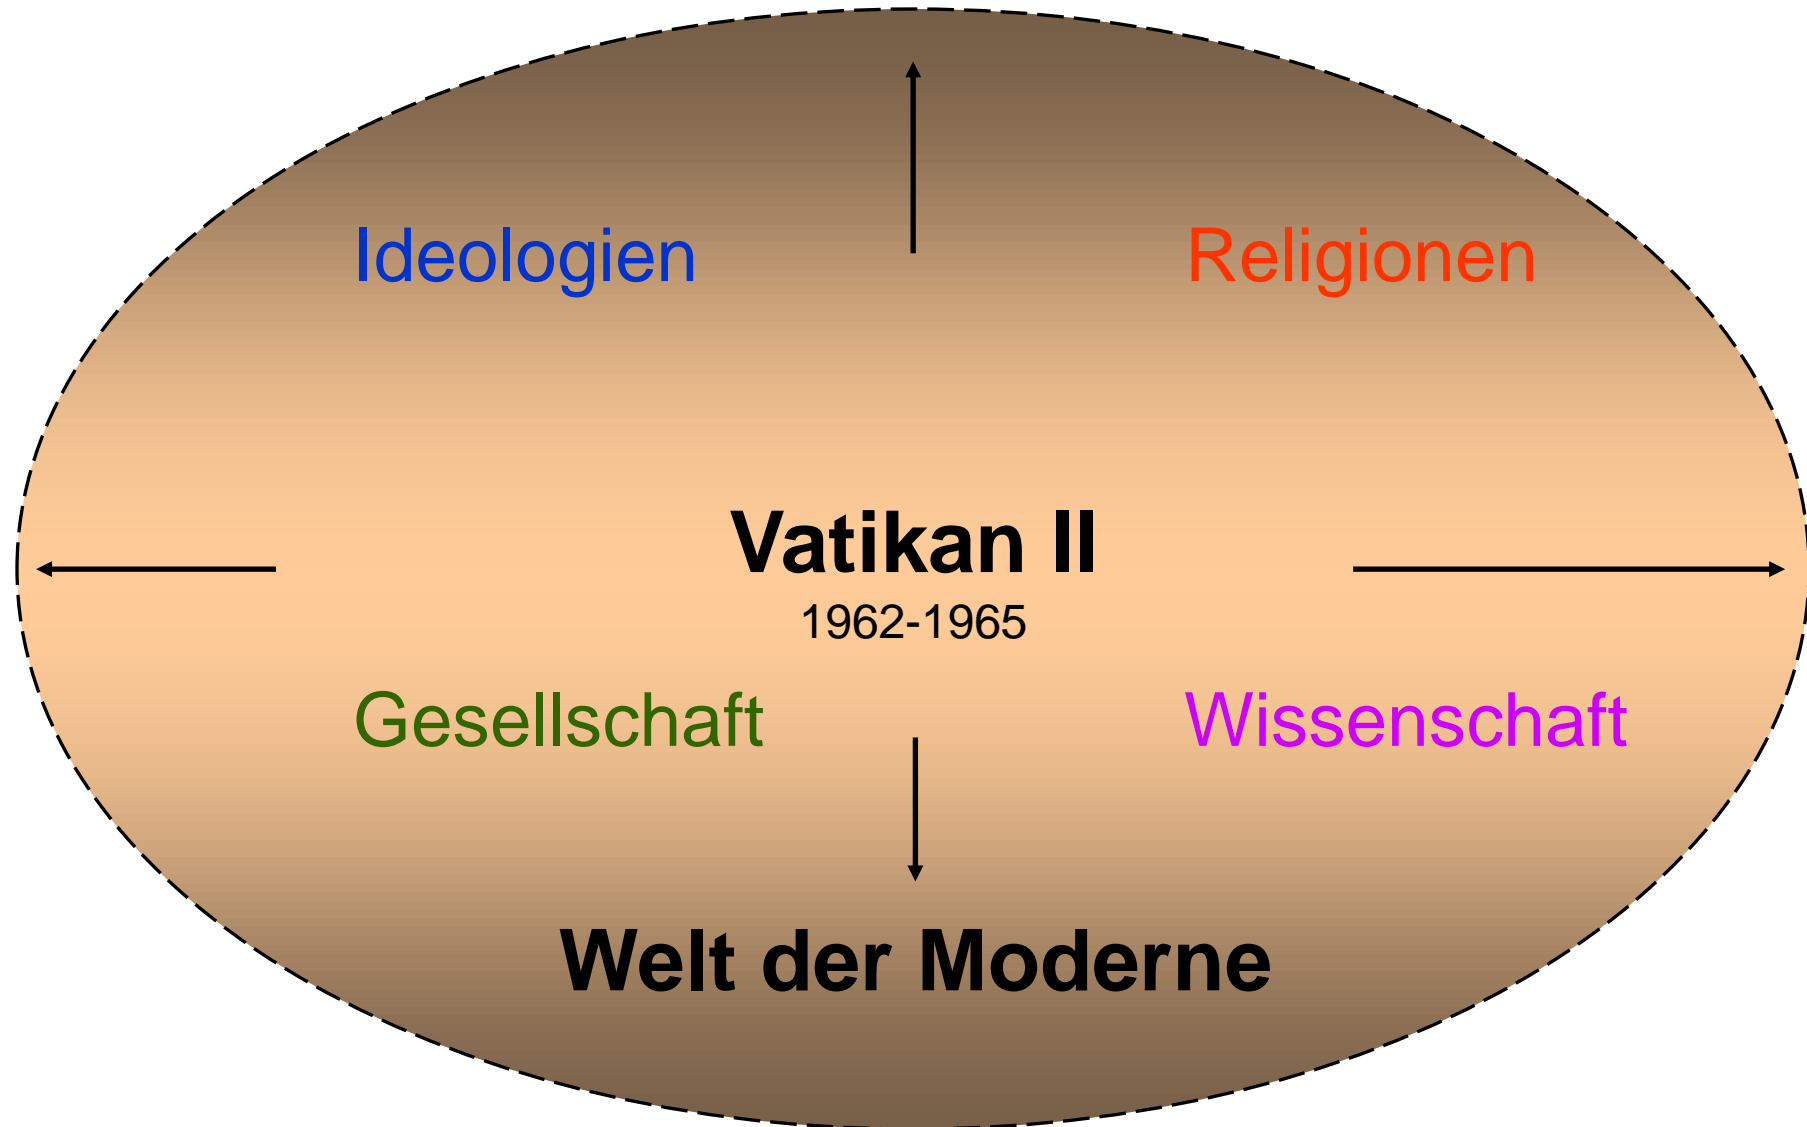 Ideologien
Religionen
Vatikan II
1962-1965
Gesellschaft
Wissenschaft
Welt der Moderne